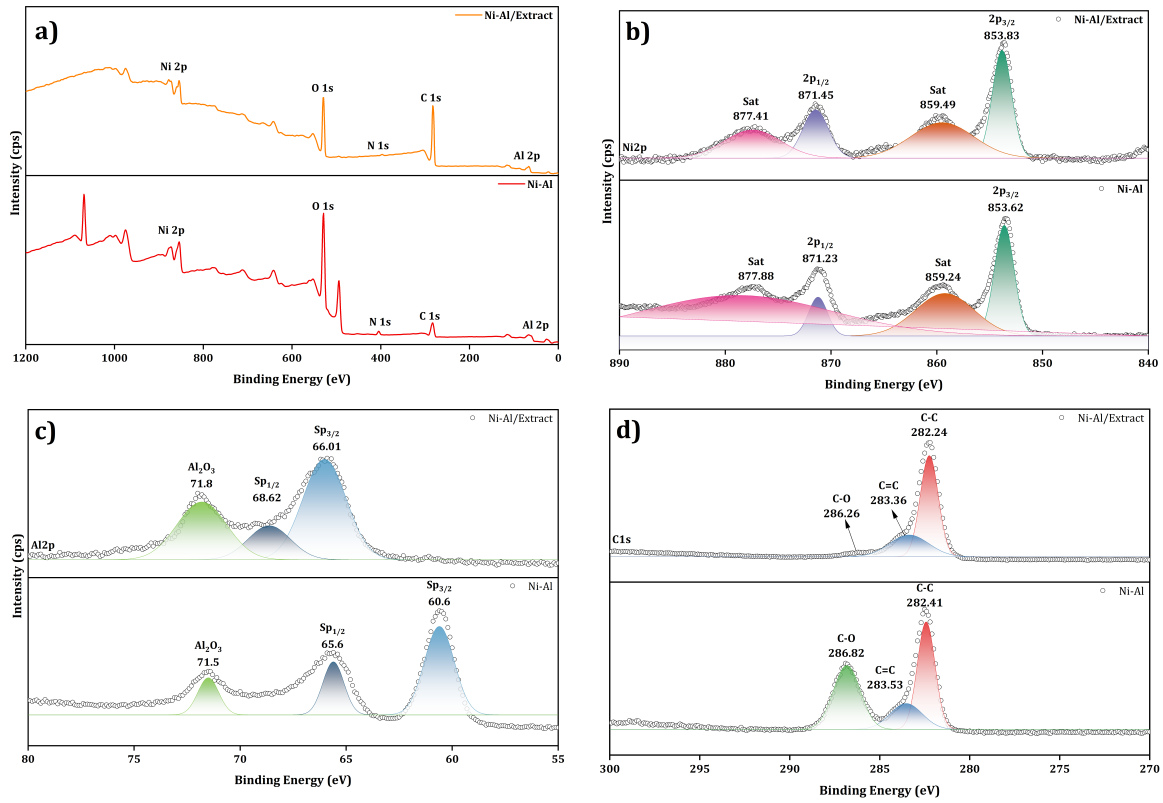 a)
Ni-Al/Extract
Ni 2p
O 1s
C 1s
N 1s
Al 2p
Ni-Al
Ni 2p
O 1s
N 1s
C 1s
Al 2p
Intensity (cps)
1200
1000
800
600
400
200
0
Binding Energy (eV)
b)
Ni-Al/Extract
2p3/2
853.83
2p1/2
871.45
Sat
859.49
Sat
877.41
Ni2p
Ni-Al
2p3/2
853.62
2p1/2
871.23
Sat
859.24
Sat
877.88
Intensity (cps)
890
880
870
860
850
840
Binding Energy (eV)
c)
Ni-Al/Extract
Sp3/2
66.01
Al2O3
71.8
Sp1/2
68.62
Al2p
Ni-Al
Sp3/2
60.6
Sp1/2
65.6
Al2O3
71.5
Intensity (cps)
80
75
70
65
60
55
Binding Energy (eV)
d)
Ni-Al/Extract
C-C
282.24
C=C
283.36
C-O
286.26
C1s
Ni-Al
C-C
282.41
C-O
286.82
C=C
283.53
300
295
290
285
280
275
270
Binding Energy (eV)